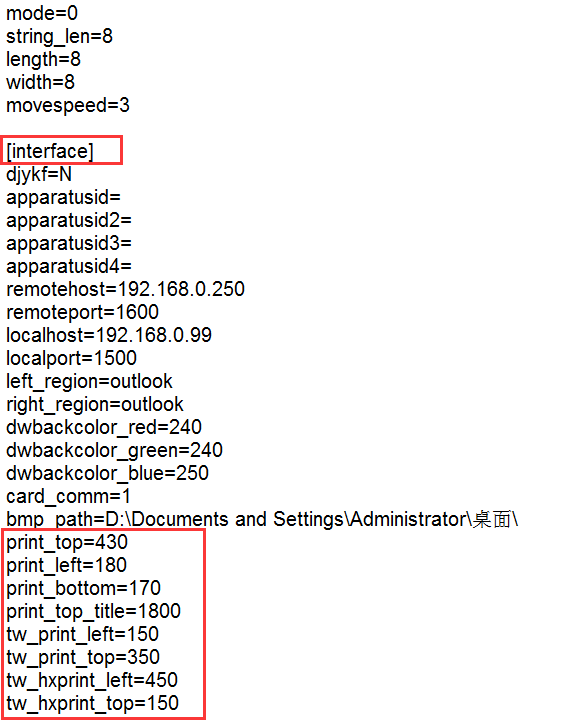 mode=0
string_len=8
length=8
width=8
movespeed=3
[interface]
djykf=N
apparatusid=
apparatusid2=
apparatusid3=
apparatusid4=
remotehost=192.168.0.250
remoteport=1600
localhost=192.168.0.99
localport=1500
left_region=outlook
right_region=outlook
dwbackcolor_red=240
dwbackcolor_green=240
dwbackcolor_blue=250
card_comm=1
bmp_path=D:\Documents and Settings\Administrator\桌面\
print_top=430
print_left=180
print_bottom=170
print_top_title=1800
tw_print_left=150
tw_print_top=350
tw_hxprint_left=450
tw_hxprint_top=150